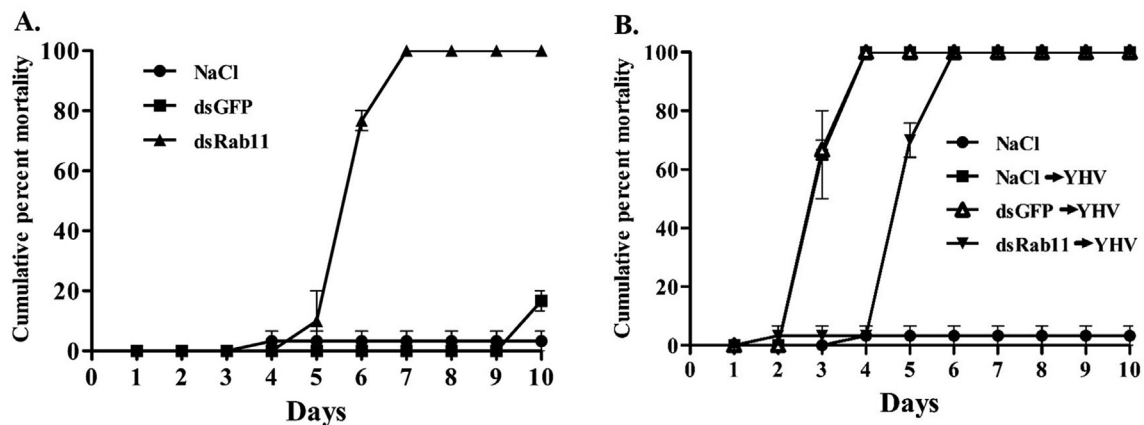 A.
Cumulative percent mortality
100
80
60
40
20
0
NaCl
dsGFP
dsRab11
0 1 2 3 4 5 6 7 8 9 10
Days
B.
Cumulative percent mortality
100
80
60
40
20
0
NaCl
NaCl➔YHV
dsGFP➔YHV
dsRab11➔YHV
0 1 2 3 4 5 6 7 8 9 10
Days